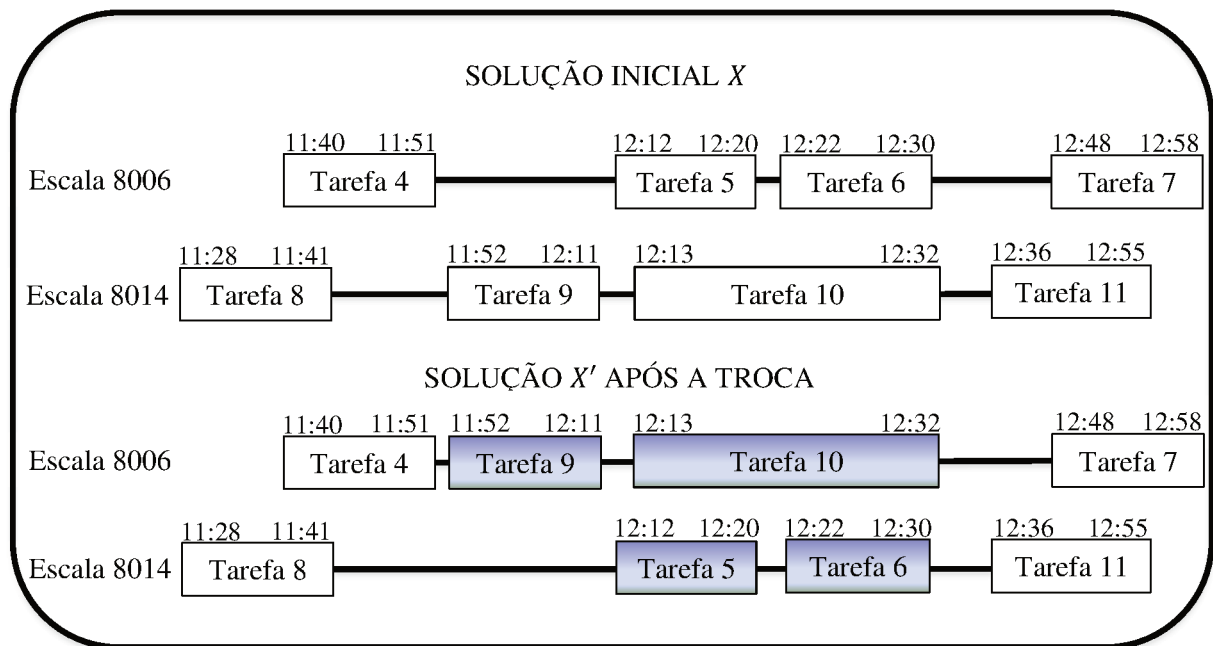 SOLUÇÃO INICIAL X
11:40 11:51 12:12 12:20 12:22 12:30 12:48 12:58
Escala 8006 Tarefa 4 Tarefa 5 Tarefa 6 Tarefa 7
11:28 11:41 11:52 12:11 12:13 12:32 12:36 12:55
Escala 8014 Tarefa 8 Tarefa 9 Tarefa 10 Tarefa 11
SOLUÇÃO X' APÓS A TROCA
11:40 11:51 11:52 12:11 12:13 12:32 12:48 12:58
Escala 8006 Tarefa 4 Tarefa 9 Tarefa 10 Tarefa 7
11:28 11:41 12:12 12:20 12:22 12:30 12:36 12:55
Escala 8014 Tarefa 8 Tarefa 5 Tarefa 6 Tarefa 11